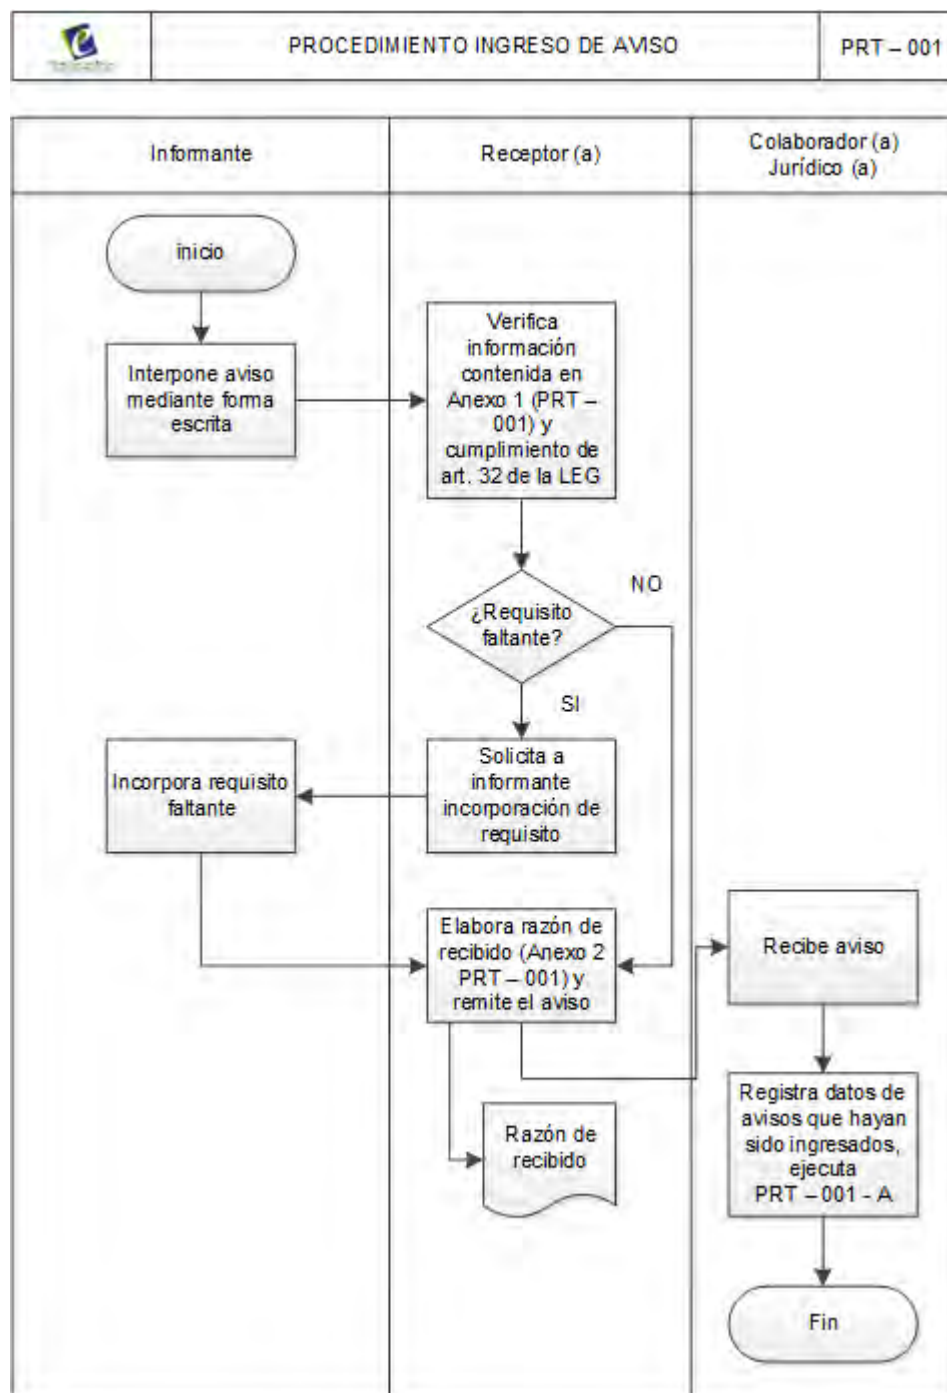 PROCEDIMIENTO INGRESO DE AVISO
PRT – 001
Informante
Receptor (a)
Colaborador (a)
Jurídico (a)
inicio
Interpone aviso
mediante forma
escrita
Verifica
información
contenida en
Anexo 1 (PRT –
001) y
cumplimiento de
art. 32 de la LEG
¿Requisito
faltante?
NO
SI
Solicita a
informante
incorporación de
requisito
Incorpora requisito
faltante
Elabora razón de
recibido (Anexo 2
PRT – 001) y
remite el aviso
Razón de
recibido
Recibe aviso
Registra datos de
avisos que hayan
sido ingresados,
ejecuta
PRT – 001 - A
Fin